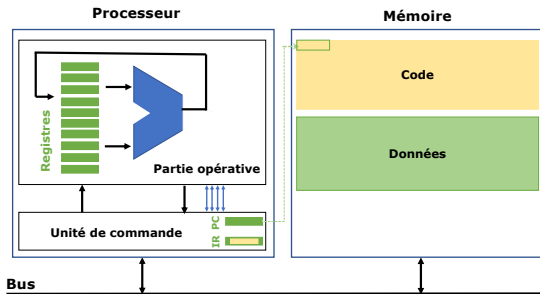 Processeur
Mémoire
Registres
Partie opérative
Code
Données
Unité de commande
IR PC
Bus